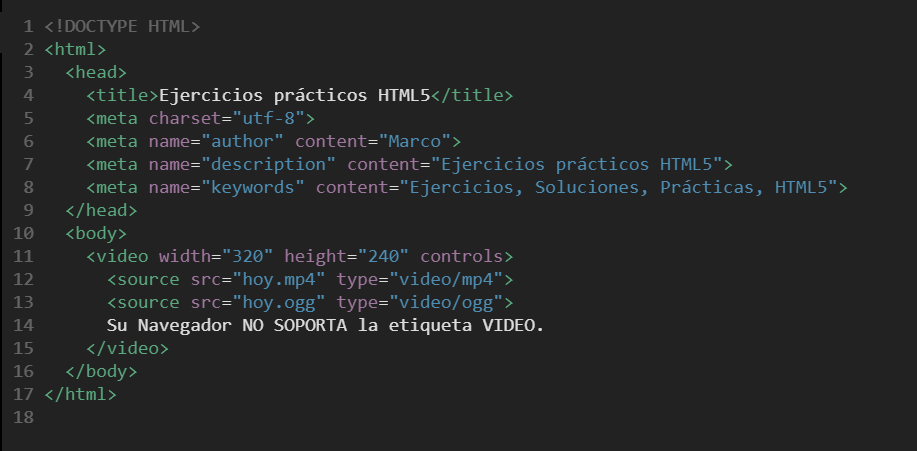 1 <!DOCTYPE HTML>
2 <html>
3   <head>
4     <title>Ejercicios prácticos HTML5</title>
5     <meta charset="utf-8">
6     <meta name="author" content="Marco">
7     <meta name="description" content="Ejercicios prácticos HTML5">
8     <meta name="keywords" content="Ejercicios, Soluciones, Prácticas, HTML5">
9   </head>
10   <body>
11     <video width="320" height="240" controls>
12       <source src="hoy.mp4" type="video/mp4">
13       <source src="hoy.ogg" type="video/ogg">
14       Su Navegador NO SOPORTA la etiqueta VIDEO.
15     </video>
16   </body>
17 </html>
18